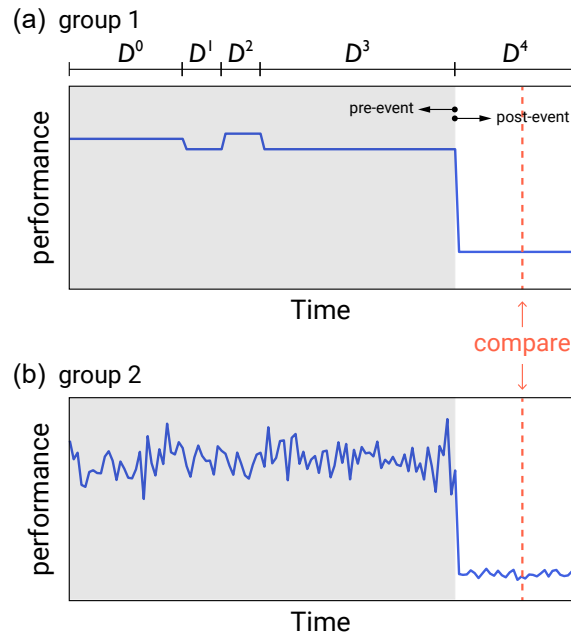 (a) group 1
D⁰ D¹ D² D³ D⁴
pre-event
post-event
performance
Time
compare
(b) group 2
performance
Time